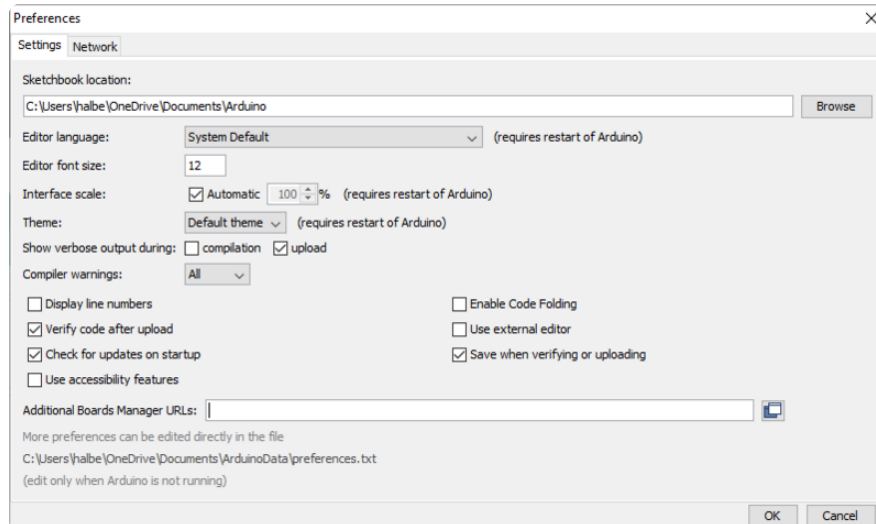 Preferences
Settings Network
Sketchbook location:
C:\Users\halbe\OneDrive\Documents\Arduino Browse
Editor language: System Default (requires restart of Arduino)
Editor font size: 12
Interface scale: Automatic 100 % (requires restart of Arduino)
Theme: Default theme (requires restart of Arduino)
Show verbose output during: compilation upload
Compiler warnings: All
Display line numbers Enable Code Folding
Verify code after upload Use external editor
Check for updates on startup Save when verifying or uploading
Use accessibility features
Additional Boards Manager URLs:
More preferences can be edited directly in the file
C:\Users\halbe\OneDrive\Documents\ArduinoData\preferences.txt
(edit only when Arduino is not running)
OK Cancel